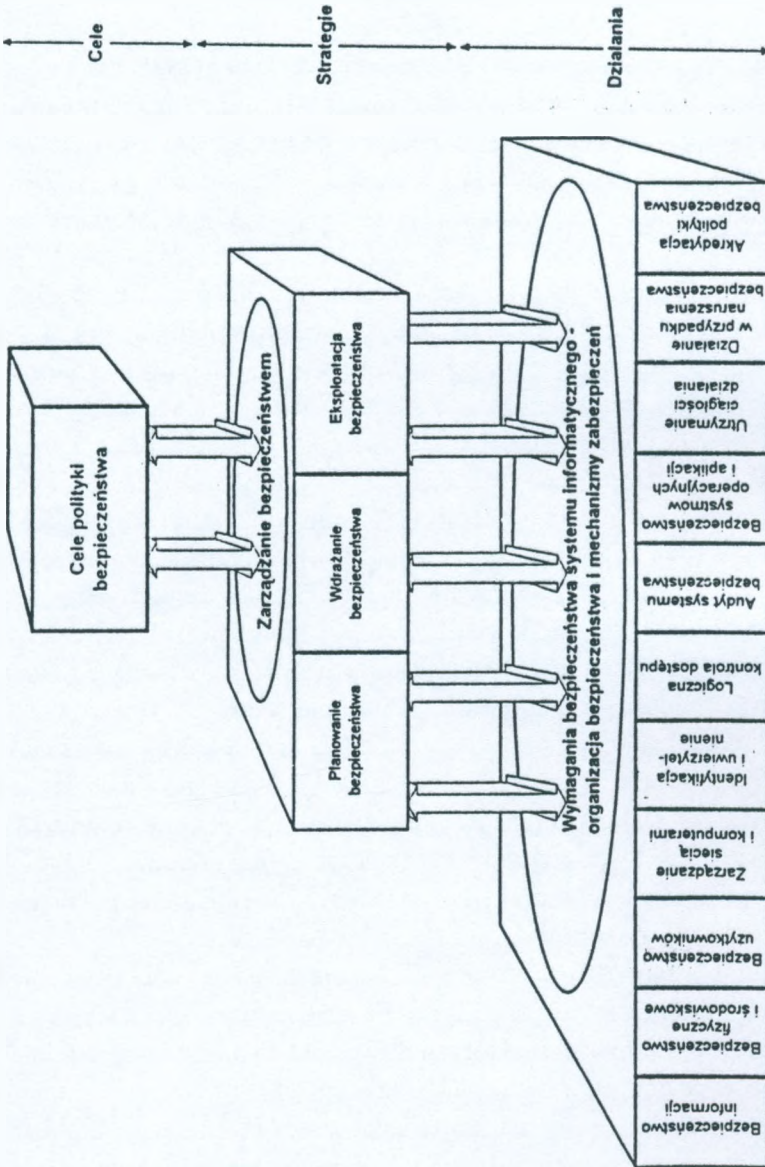 Cele
Strategie
Działania
Cele polityki
bezpieczeństwa
Zarządzanie bezpieczeństwem
Planowanie
bezpieczeństwa
Wdrażanie
bezpieczeństwa
Eksploatacja
bezpieczeństwa
Wymagania bezpieczeństwa systemu informatycznego -
organizacja bezpieczeństwa i mechanizmy zabezpieczeń
Bezpieczeństwo
informacji
Bezpieczeństwo
fizyczne
i środowiskowe
Bezpieczeństwo
użytkowników
Zarządzanie
siecią
i komputerami
Identyfikacja
i uwierzytel-
nienie
Logiczna
kontrola dostępu
Audyt systemu
bezpieczeństwa
Bezpieczeństwo
systmow
operacyjnych
i aplikacji
Utrzymanie
ciągłości
działania
Działanie
w przypadku
naruszenia
bezpieczeństwa
Akredytacja
polityki
bezpieczeństwa